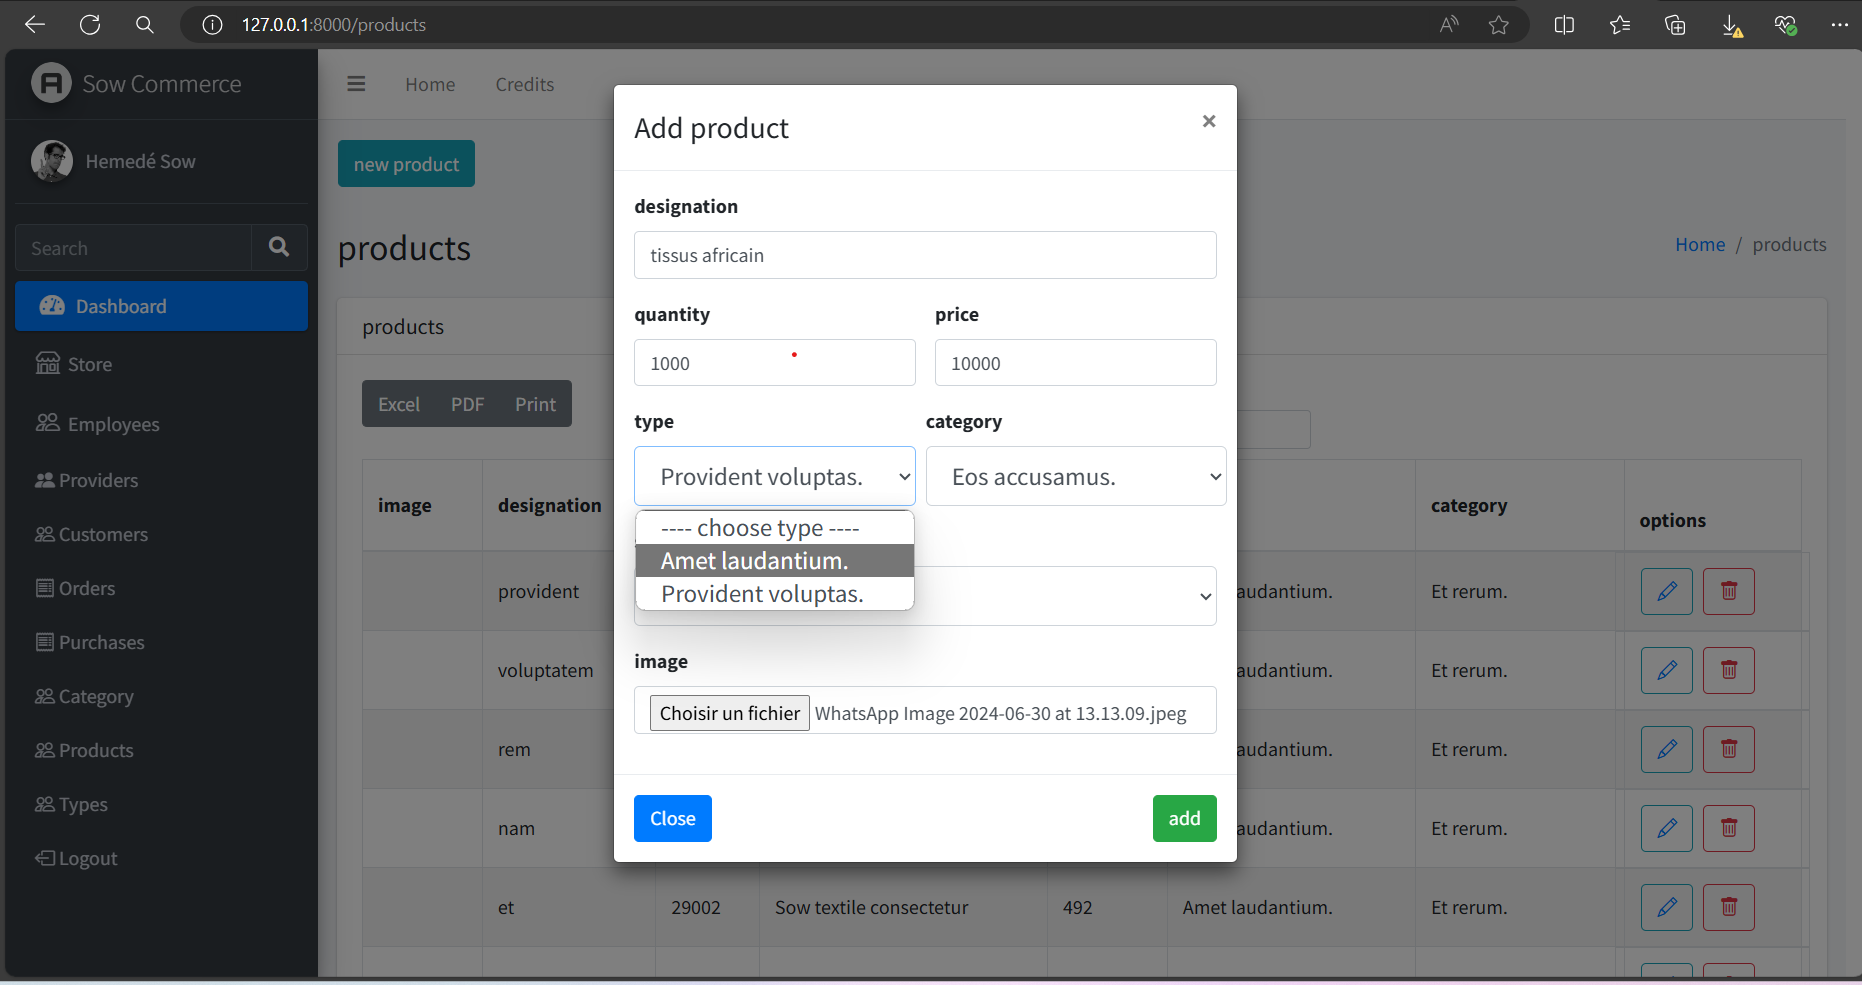 127.0.0.1:8000/products
Sow Commerce
Home
Credits
Hemedé Sow
Search
Dashboard
Store
Employees
Providers
Customers
Orders
Purchases
Category
Products
Types
Logout
new product
products
Home / products
products
Excel PDF Print
image designation category options
provident audantium. Et rerum.
voluptatem audantium. Et rerum.
rem audantium. Et rerum.
nam audantium. Et rerum.
et 29002 Sow textile consectetur 492 Amet laudantium. Et rerum.
Add product
×
designation
tissus africain
quantity price
1000 10000
type category
Provident voluptas. Eos accusamus.
---- choose type ----
Amet laudantium.
Provident voluptas.
image
Choisir un fichier WhatsApp Image 2024-06-30 at 13.13.09.jpeg
Close add